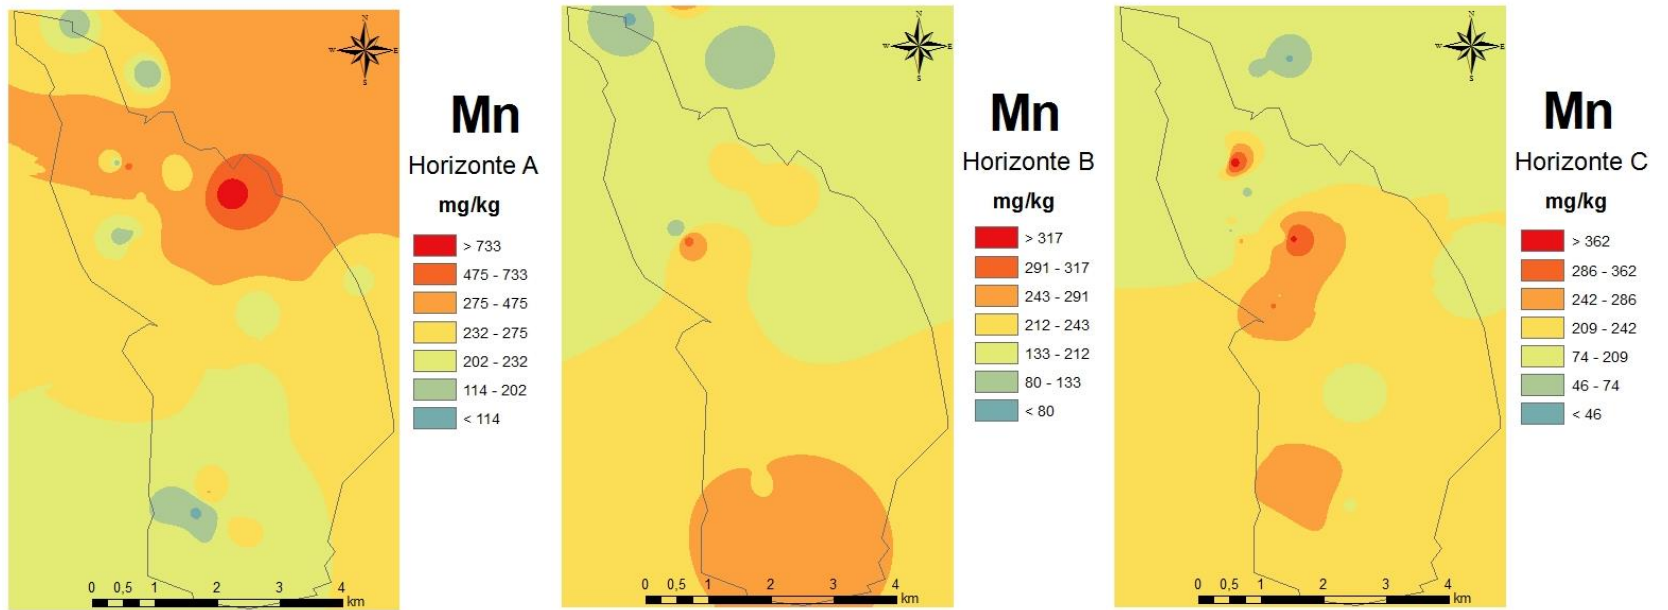 N
W E
S
Mn
Horizonte A
mg/kg
> 733
475 - 733
275 - 475
232 - 275
202 - 232
114 - 202
< 114
0 0,5 1 2 3 4
km
N
W E
S
Mn
Horizonte B
mg/kg
> 317
291 - 317
243 - 291
212 - 243
133 - 212
80 - 133
< 80
0 0,5 1 2 3 4
km
N
W E
S
Mn
Horizonte C
mg/kg
> 362
286 - 362
242 - 286
209 - 242
74 - 209
46 - 74
< 46
0 0,5 1 2 3 4
km